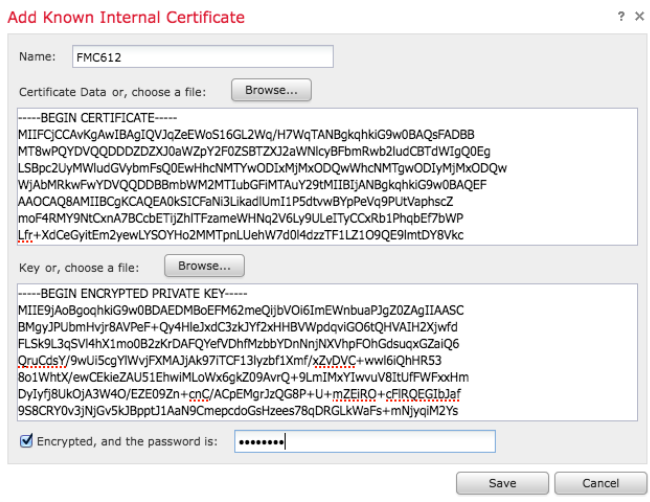 Add Known Internal Certificate
? ×
Name: FMC612
Certificate Data or, choose a file: Browse...
-----BEGIN CERTIFICATE-----
MIIFCjCCAvKgAwIBAgIQVJqZeEWoS16GL2Wq/H7WqTANBgkqhkiG9w0BAQsFADBB
MT8wPQYDVQQDDDZDZXJ0aWZpY2F0ZSBTZXJ2aWNlcyBFbmRwb2ludCBTdWIgQ0Eg
LSBpc2UyMWludGVybmFsQ0EwHhcNMTYwODIxMjMxODQwWhcNMTgwODIyMjMxODQw
WjAbMRkwFwYDVQQDDBBmbWM2MTIubGFiMTAuY29tMIIBIjANBgkqhkiG9w0BAQEF
AAOCAQ8AMIIBCgKCAQEA0kSICFaNi3LikadlUmI1P5dtvwBYpPeVq9PUtVaphscZ
moF4RMY9NtCxnA7BCcbETijZhlTFzameWHNq2V6Ly9ULeITyCCxRb1PhqbEf7bWP
Lfr+XdCeGyitEm2yewLYSOYHo2MMTpnLUehW7d0l4dzzTF1LZ1O9QE9lmtDY8Vkc
Key or, choose a file: Browse...
-----BEGIN ENCRYPTED PRIVATE KEY-----
MIIE9jAoBgoqhkiG9w0BDAEDMBoEFM62meQijbVOi6ImEWnbuaPJgZ0ZAgIIAASC
BMgyJPUbmHvjr8AVPeF+Qy4HleJxdC3zkJYf2xHHBVWpdqviGO6tQHVAIH2Xjwfd
FLSk9L3qSVl4hX1mo0B2zKrDAFQYefVDhfMzbbYDnNnjNXVhpFOhGdsuqxGZaiQ6
QruCdsY/9wUi5cgYlWvjFXMAJjAk97iTCF13lyzbf1Xmf/xZvDVC+wwl6iQhHR53
8o1WhtX/ewCEkieZAU51EhwiMLoWx6gkZ09AvrQ+9LmIMxYIwvuV8ItUfFWFxxHm
DyIyfj8UkOjA3W4O/EZE09Zn+cnC/ACpEMgrJzQG8P+U+mZEiRO+cFlRQEGIbJaf
9S8CRY0v3jNjGv5kJBpptJ1AaN9CmepcdoGsHzees78qDRGLkWaFs+mNjyqiM2Ys
Encrypted, and the password is: ••••••••
Save Cancel